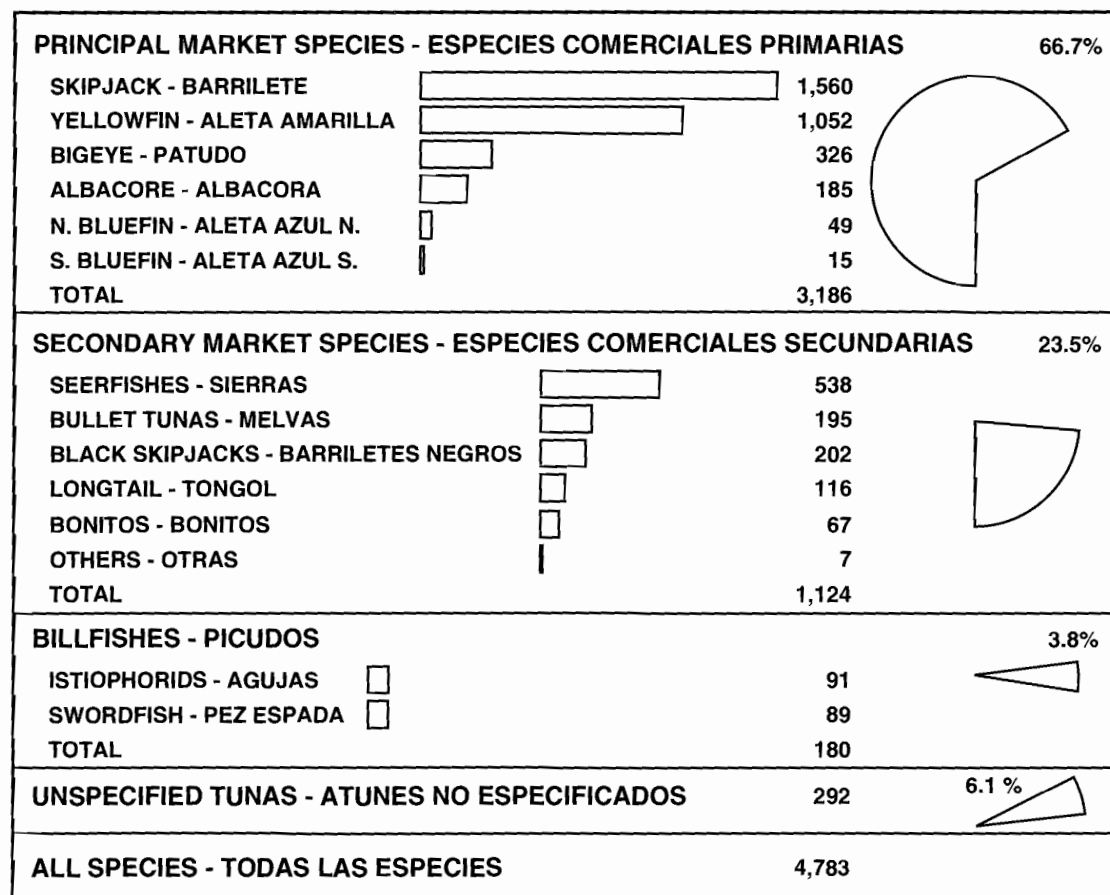 PRINCIPAL MARKET SPECIES - ESPECIES COMERCIALES PRIMARIAS 66.7%
SKIPJACK - BARRILETE 1,560
YELLOWFIN - ALETA AMARILLA 1,052
BIGEYE - PATUDO 326
ALBACORE - ALBACORA 185
N. BLUEFIN - ALETA AZUL N. 49
S. BLUEFIN - ALETA AZUL S. 15
TOTAL 3,186
SECONDARY MARKET SPECIES - ESPECIES COMERCIALES SECUNDARIAS 23.5%
SEERFISHES - SIERRAS 538
BULLET TUNAS - MELVAS 195
BLACK SKIPJACKS - BARRILETES NEGROS 202
LONGTAIL - TONGOL 116
BONITOS - BONITOS 67
OTHERS - OTRAS 7
TOTAL 1,124
BILLFISHES - PICUDOS 3.8%
ISTIOPHORIDS - AGUJAS 91
SWORDFISH - PEZ ESPADA 89
TOTAL 180
UNSPECIFIED TUNAS - ATUNES NO ESPECIFICADOS 292 6.1 %
ALL SPECIES - TODAS LAS ESPECIES 4,783